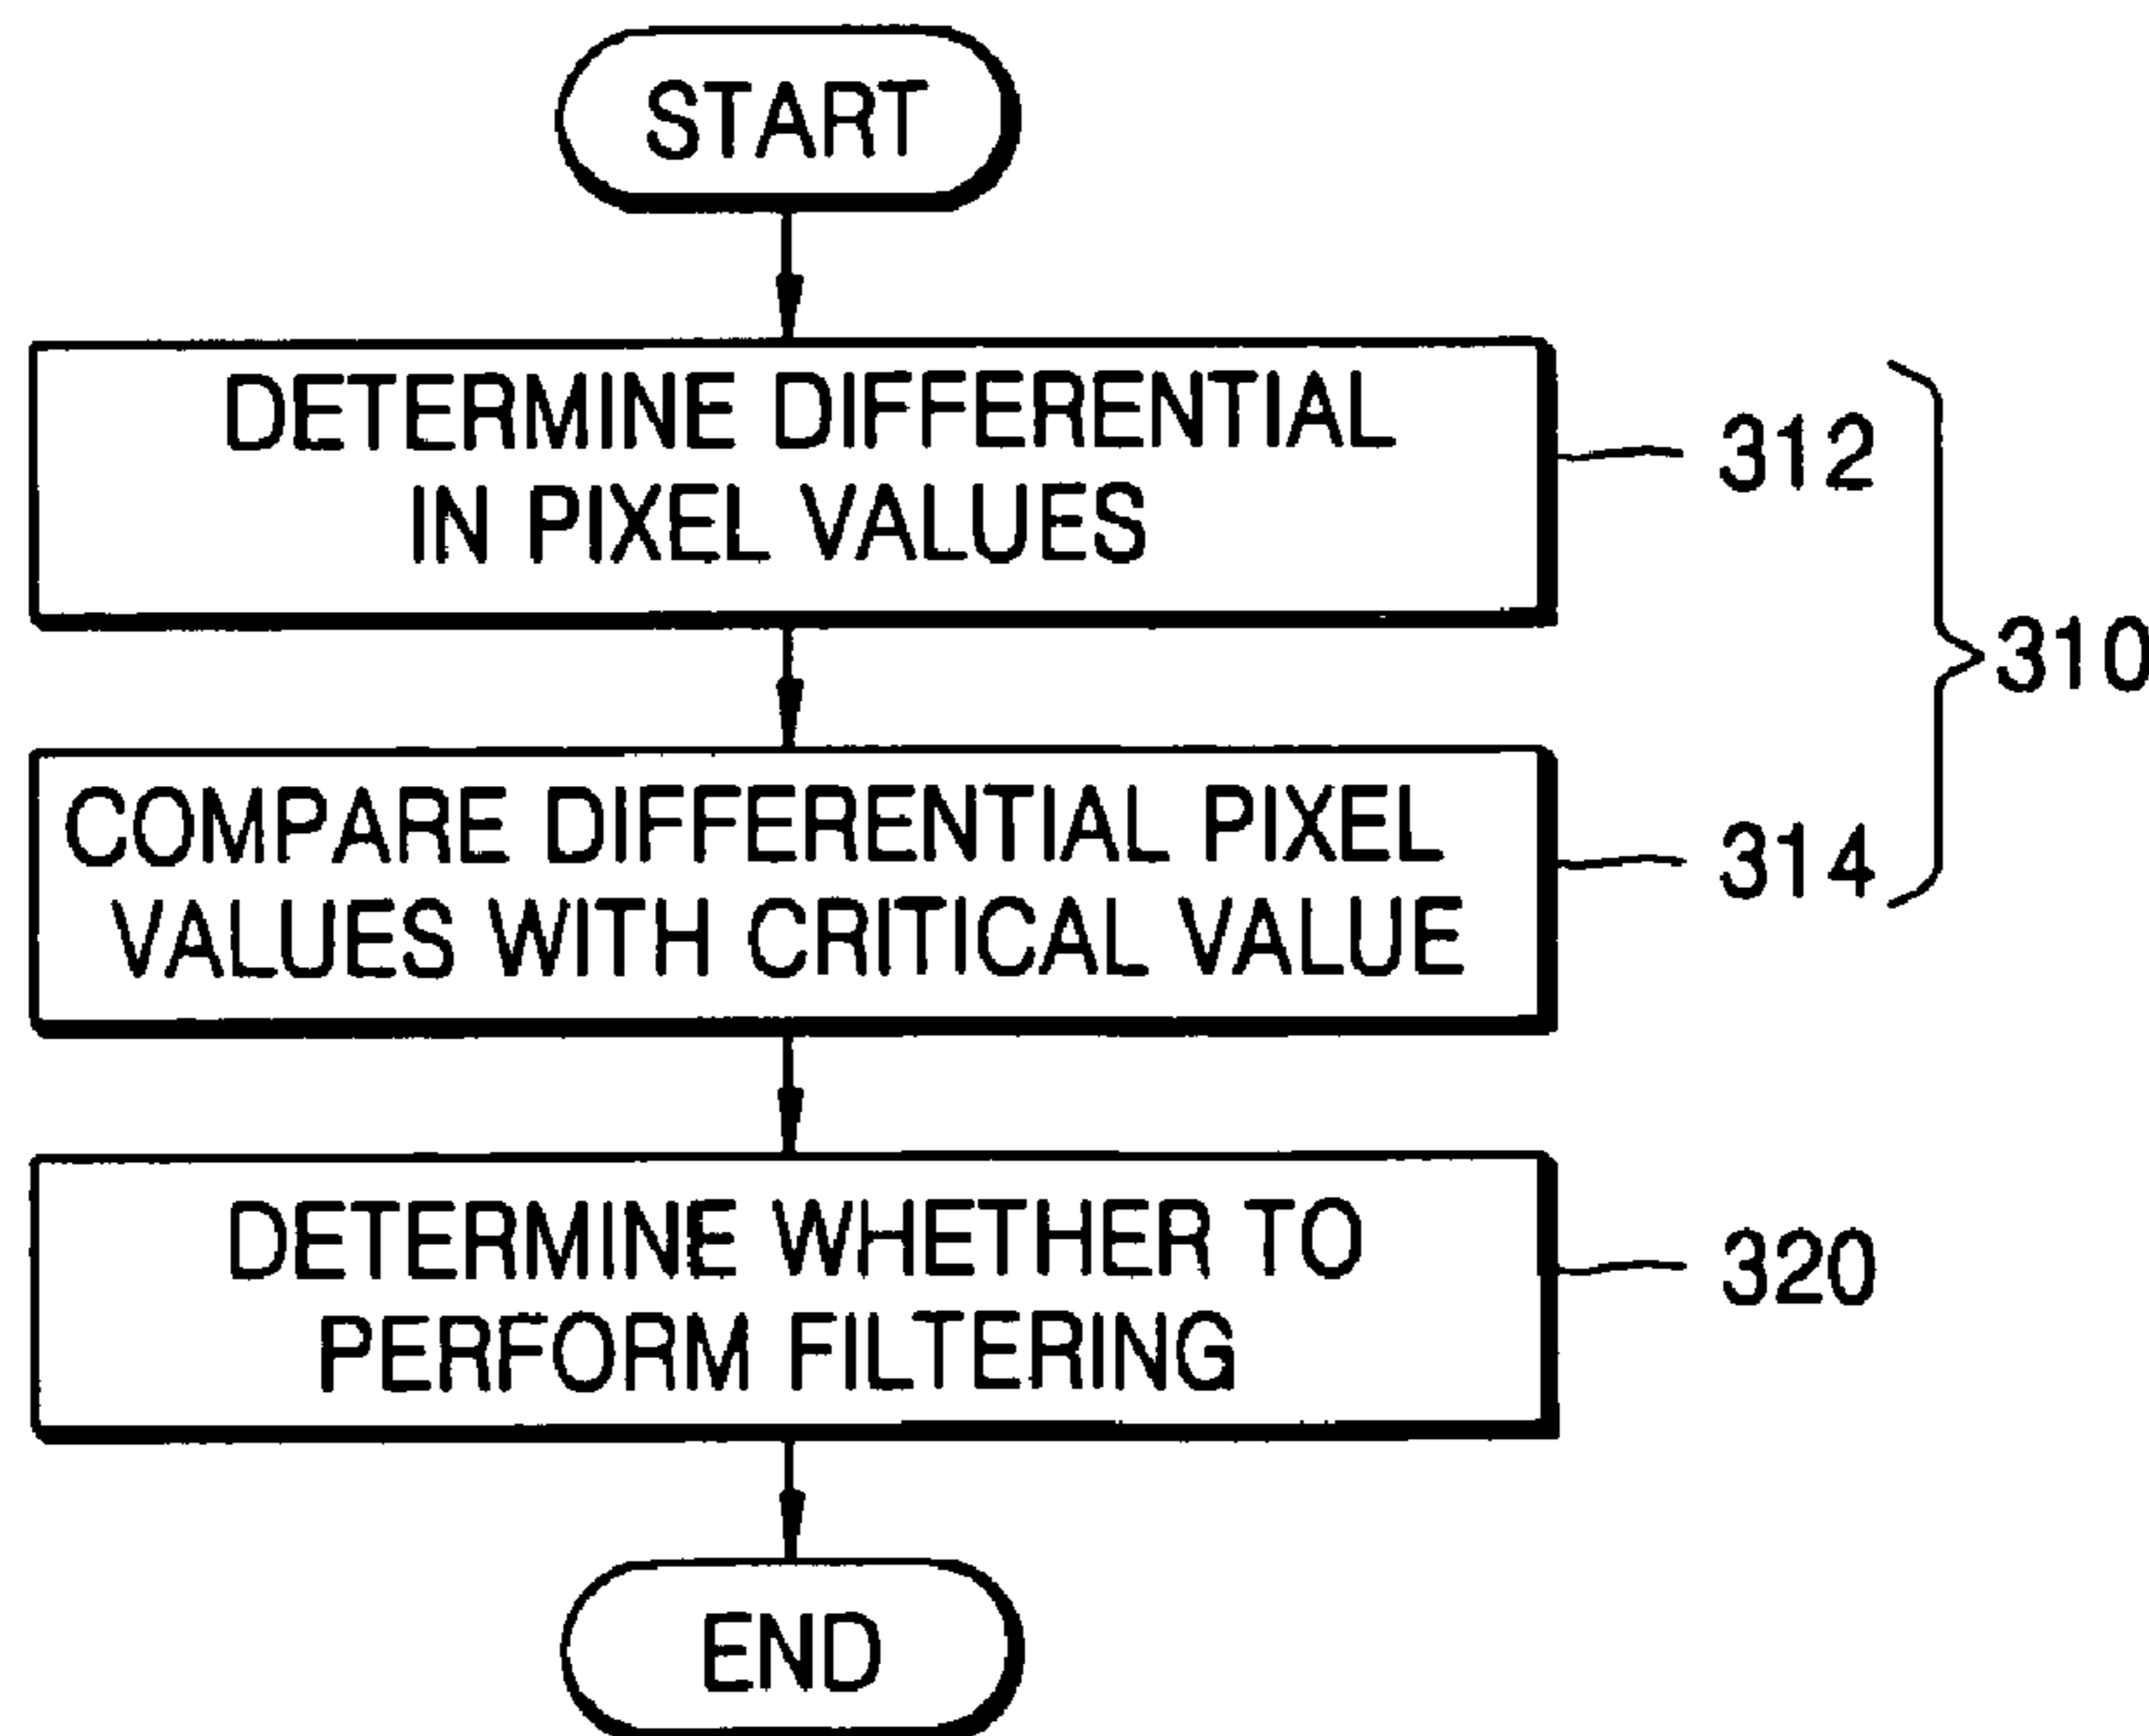 START
DETERMINE DIFFERENTIAL
IN PIXEL VALUES
312
310
COMPARE DIFFERENTIAL PIXEL
VALUES WITH CRITICAL VALUE
314
DETERMINE WHETHER TO
PERFORM FILTERING
320
END